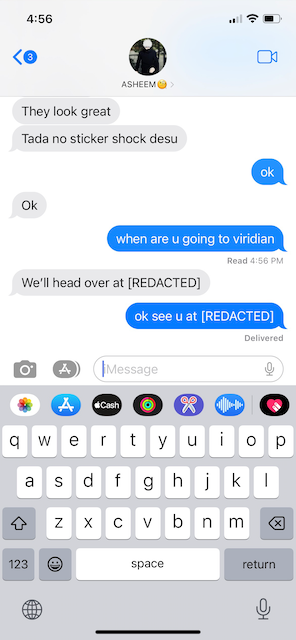 4:56
3
ASHEEM🧐 >
They look great
Tada no sticker shock desu
ok
Ok
when are u going to viridian
Read 4:56 PM
We'll head over at [REDACTED]
ok see u at [REDACTED]
Delivered
iMessage
Cash
q w e r t y u i o p
a s d f g h j k l
z x c v b n m
123 space return